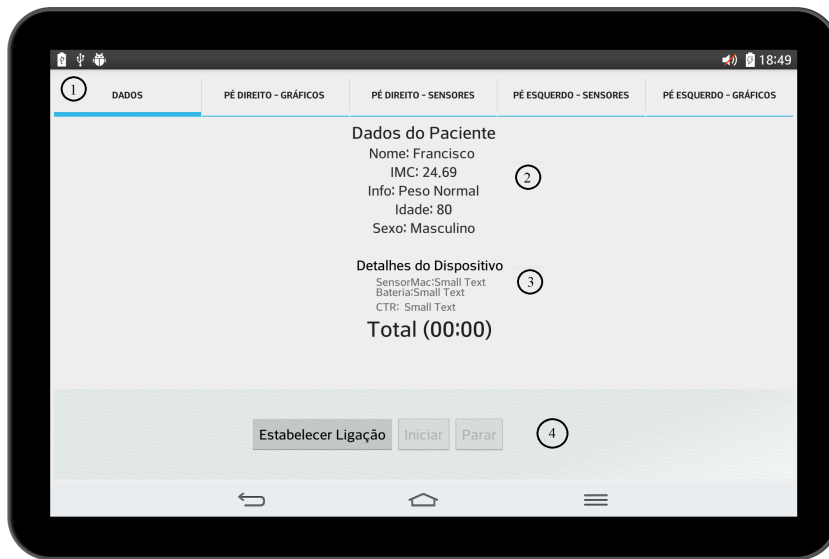 18:49
1
DADOS
PÉ DIREITO - GRÁFICOS
PÉ DIREITO - SENSORES
PÉ ESQUERDO - SENSORES
PÉ ESQUERDO - GRÁFICOS
Dados do Paciente
Nome: Francisco
IMC: 24,69
2
Info: Peso Normal
Idade: 80
Sexo: Masculino
Detalhes do Dispositivo
SensorMac:Small Text
3
Bateria:Small Text
CTR: Small Text
Total (00:00)
Estabelecer Ligação
Iniciar
Parar
4